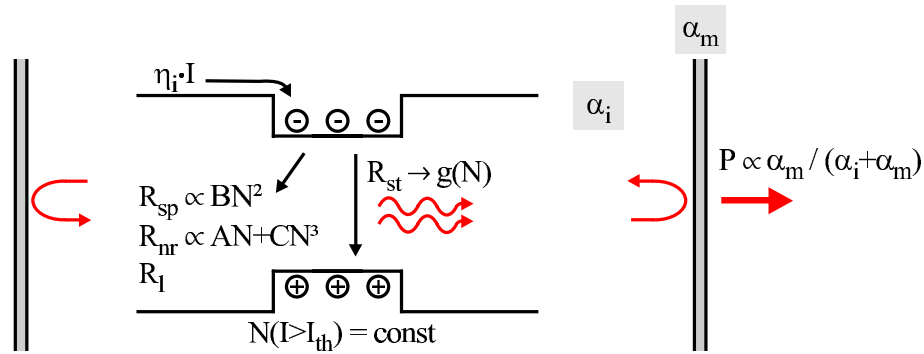 αₘ
ηᵢ·I
αᵢ
- - -
P ∝ αₘ / (αᵢ+αₘ)
Rₛₜ → g(N)
Rₛₚ ∝ BN²
Rₙᵣ ∝ AN+CN³
Rₗ
+ + +
N(I>Iₜₕ) = const